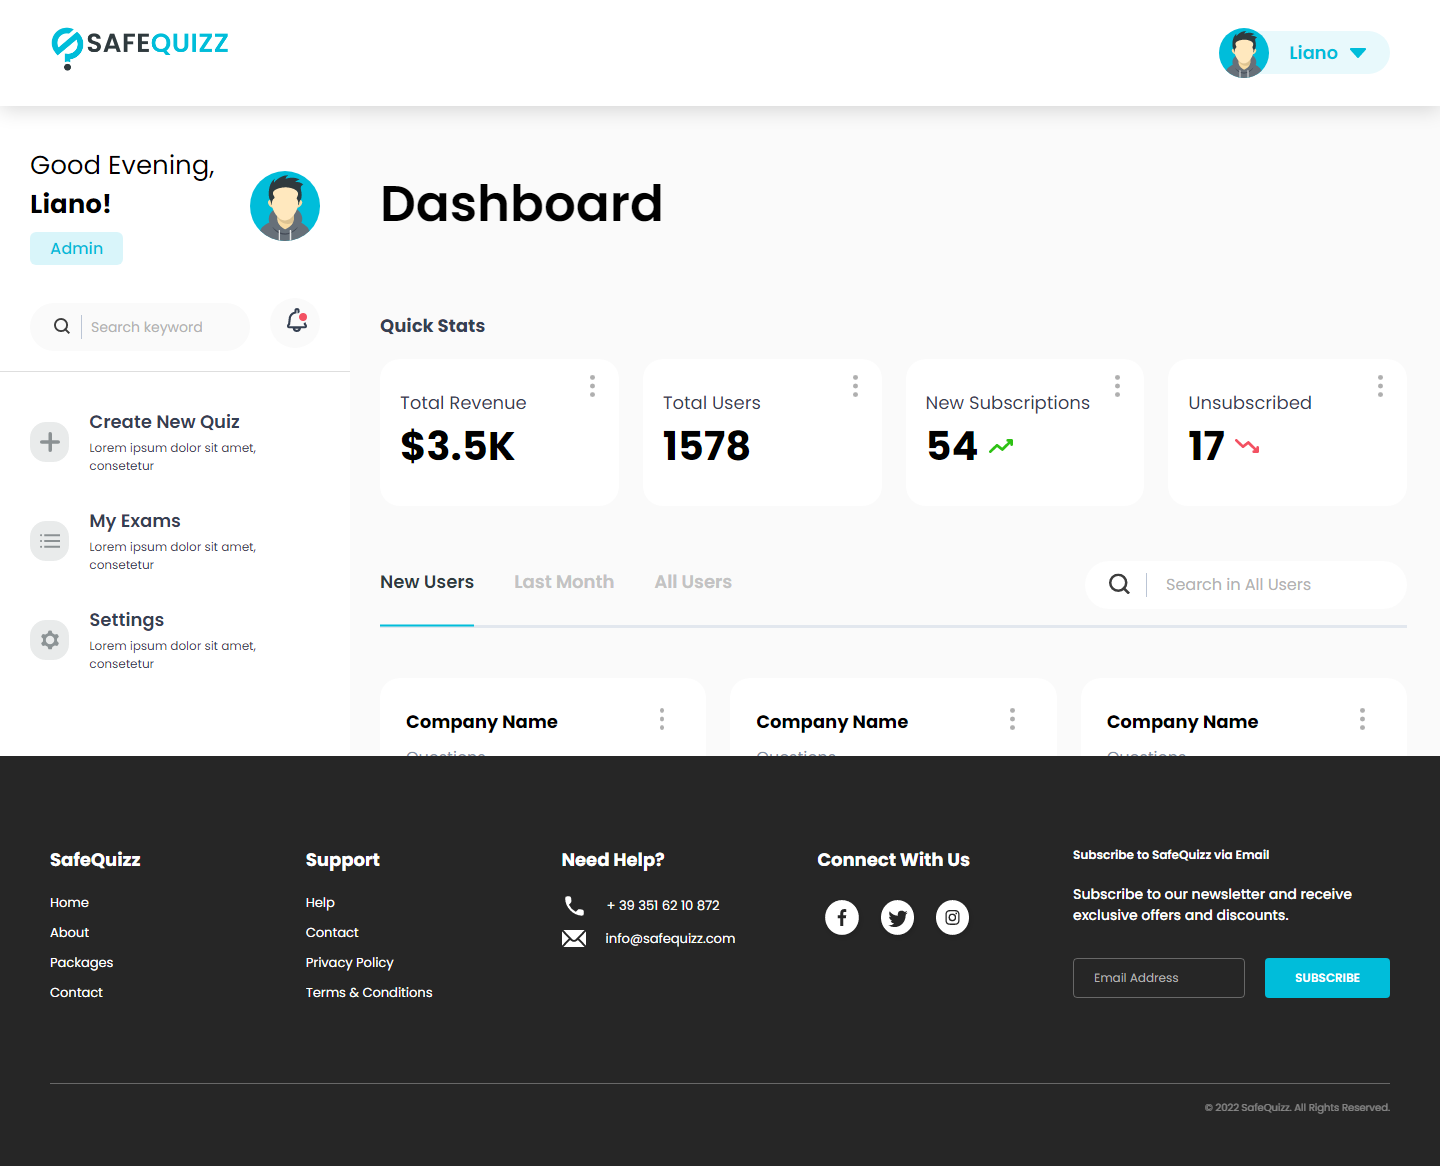 SAFEQUIZZ
Liano
Good Evening,
Liano!
Admin
Search keyword
Create New Quiz
Lorem ipsum dolor sit amet,
consetetur
My Exams
Lorem ipsum dolor sit amet,
consetetur
Settings
Lorem ipsum dolor sit amet,
consetetur
Dashboard
Quick Stats
Total Revenue
$3.5K
Total Users
1578
New Subscriptions
54
Unsubscribed
17
New Users
Last Month
All Users
Search in All Users
Company Name
Questions
Company Name
Questions
Company Name
Questions
SafeQuizz
Home
About
Packages
Contact
Support
Help
Contact
Privacy Policy
Terms & Conditions
Need Help?
+ 39 351 62 10 872
info@safequizz.com
Connect With Us
Subscribe to SafeQuizz via Email
Subscribe to our newsletter and receive
exclusive offers and discounts.
Email Address
SUBSCRIBE
© 2022 SafeQuizz. All Rights Reserved.